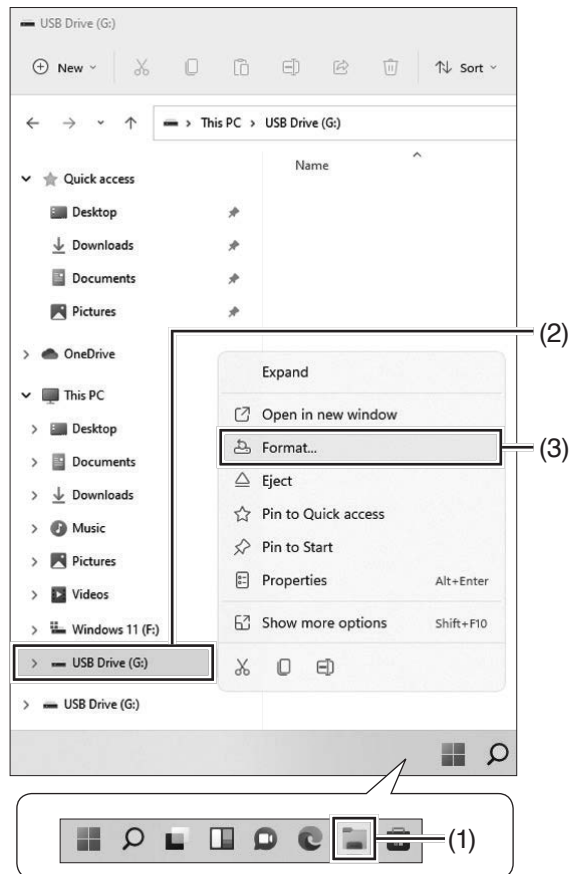 USB Drive (G:)
New
Sort
This PC > USB Drive (G:)
Name
Quick access
Desktop
Downloads
Documents
Pictures
(2)
OneDrive
Expand
This PC
Open in new window
Desktop
Format...
(3)
Documents
Eject
Downloads
Pin to Quick access
Music
Pin to Start
Pictures
Properties Alt+Enter
Videos
Show more options Shift+F10
Windows 11 (F:)
USB Drive (G:)
USB Drive (G:)
(1)